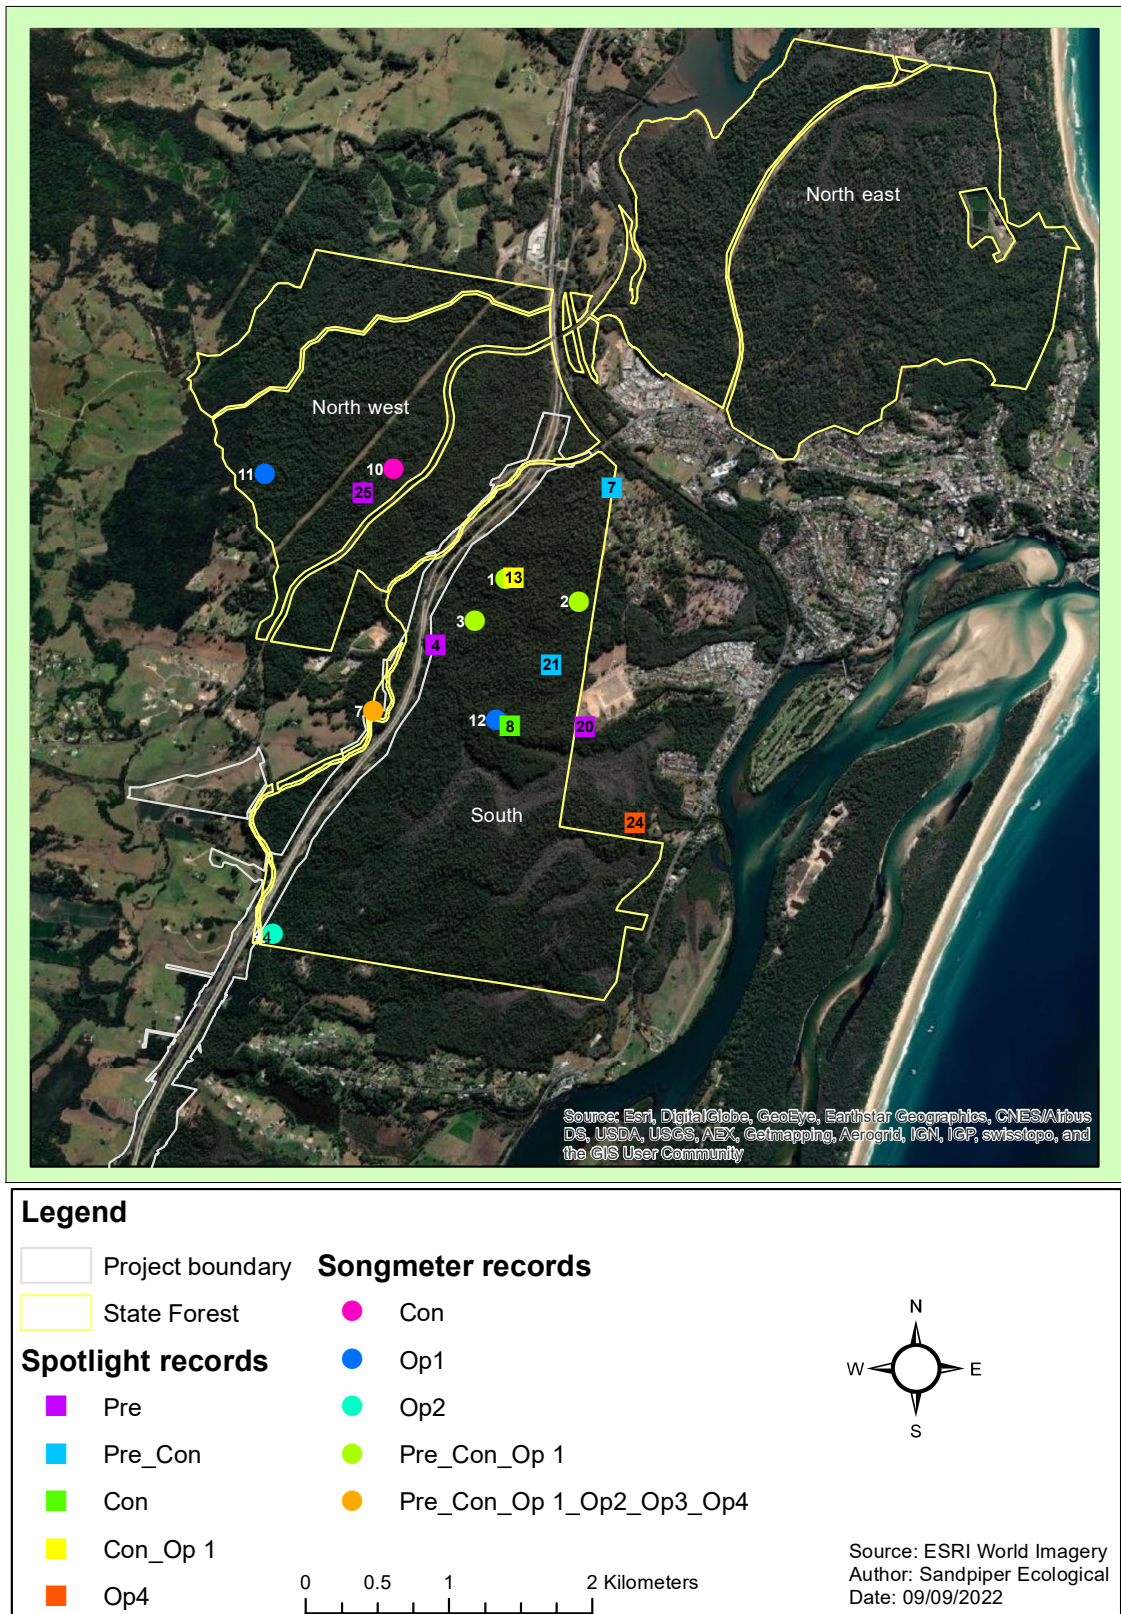 North east
North west
11
10
25
7
1
13
2
3
4
21
7
12
8
20
South
24
4
Source: Esri, DigitalGlobe, GeoEye, Earthstar Geographics, CNES/Airbus
DS, USDA, USGS, AEX, Getmapping, Aerogrid, IGN, IGP, swisstopo, and
the GIS User Community
Legend
Project boundary
State Forest
Spotlight records
Pre
Pre_Con
Con
Con_Op 1
Op4
Songmeter records
Con
Op1
Op2
Pre_Con_Op 1
Pre_Con_Op 1_Op2_Op3_Op4
0 0.5 1 2 Kilometers
N
W E
S
Source: ESRI World Imagery
Author: Sandpiper Ecological
Date: 09/09/2022